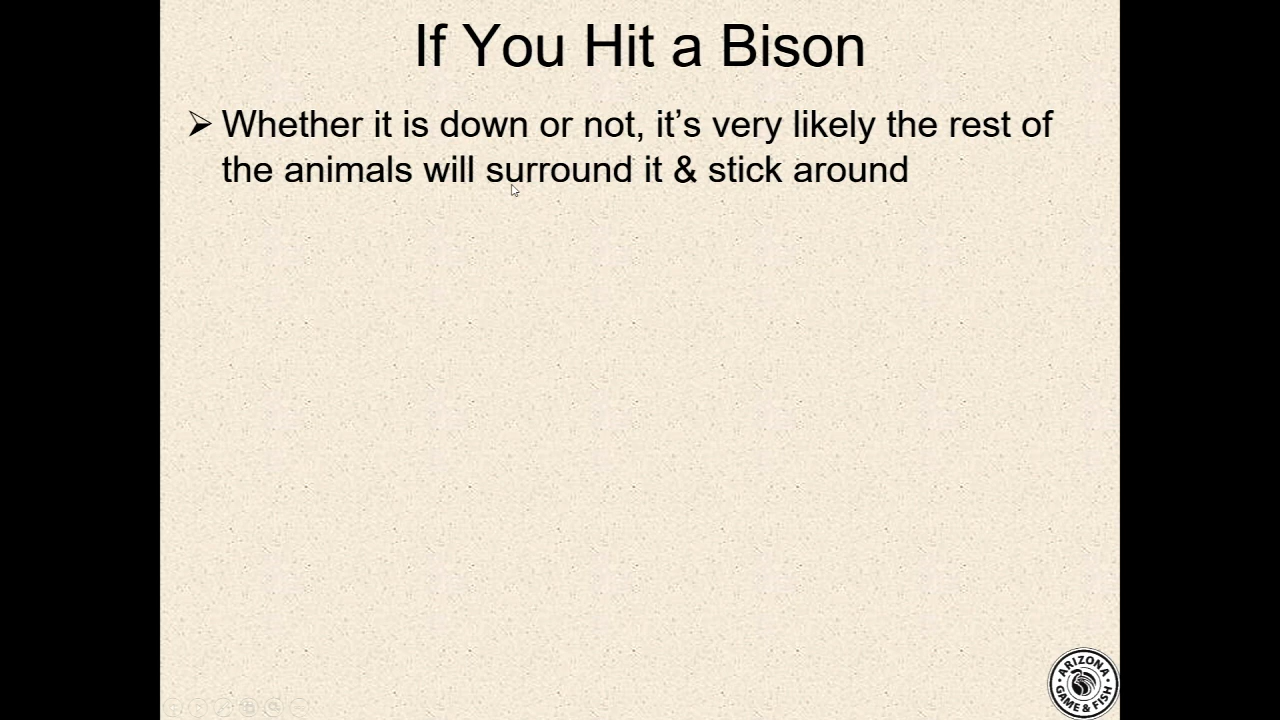 If You Hit a Bison
➢ Whether it is down or not, it’s very likely the rest of
the animals will surround it & stick around
ARIZONA
GAME & FISH